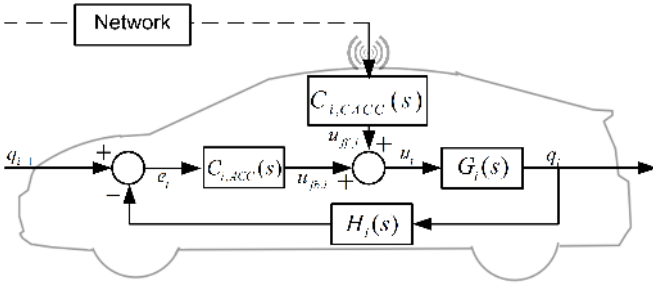 Network
C_{i,CACC}(s)
u_{ff,i}
q_{i-1}
+
−
e_i
C_{i,ACC}(s)
u_{fb,i}
+
+
u_i
G_i(s)
q_i
H_i(s)